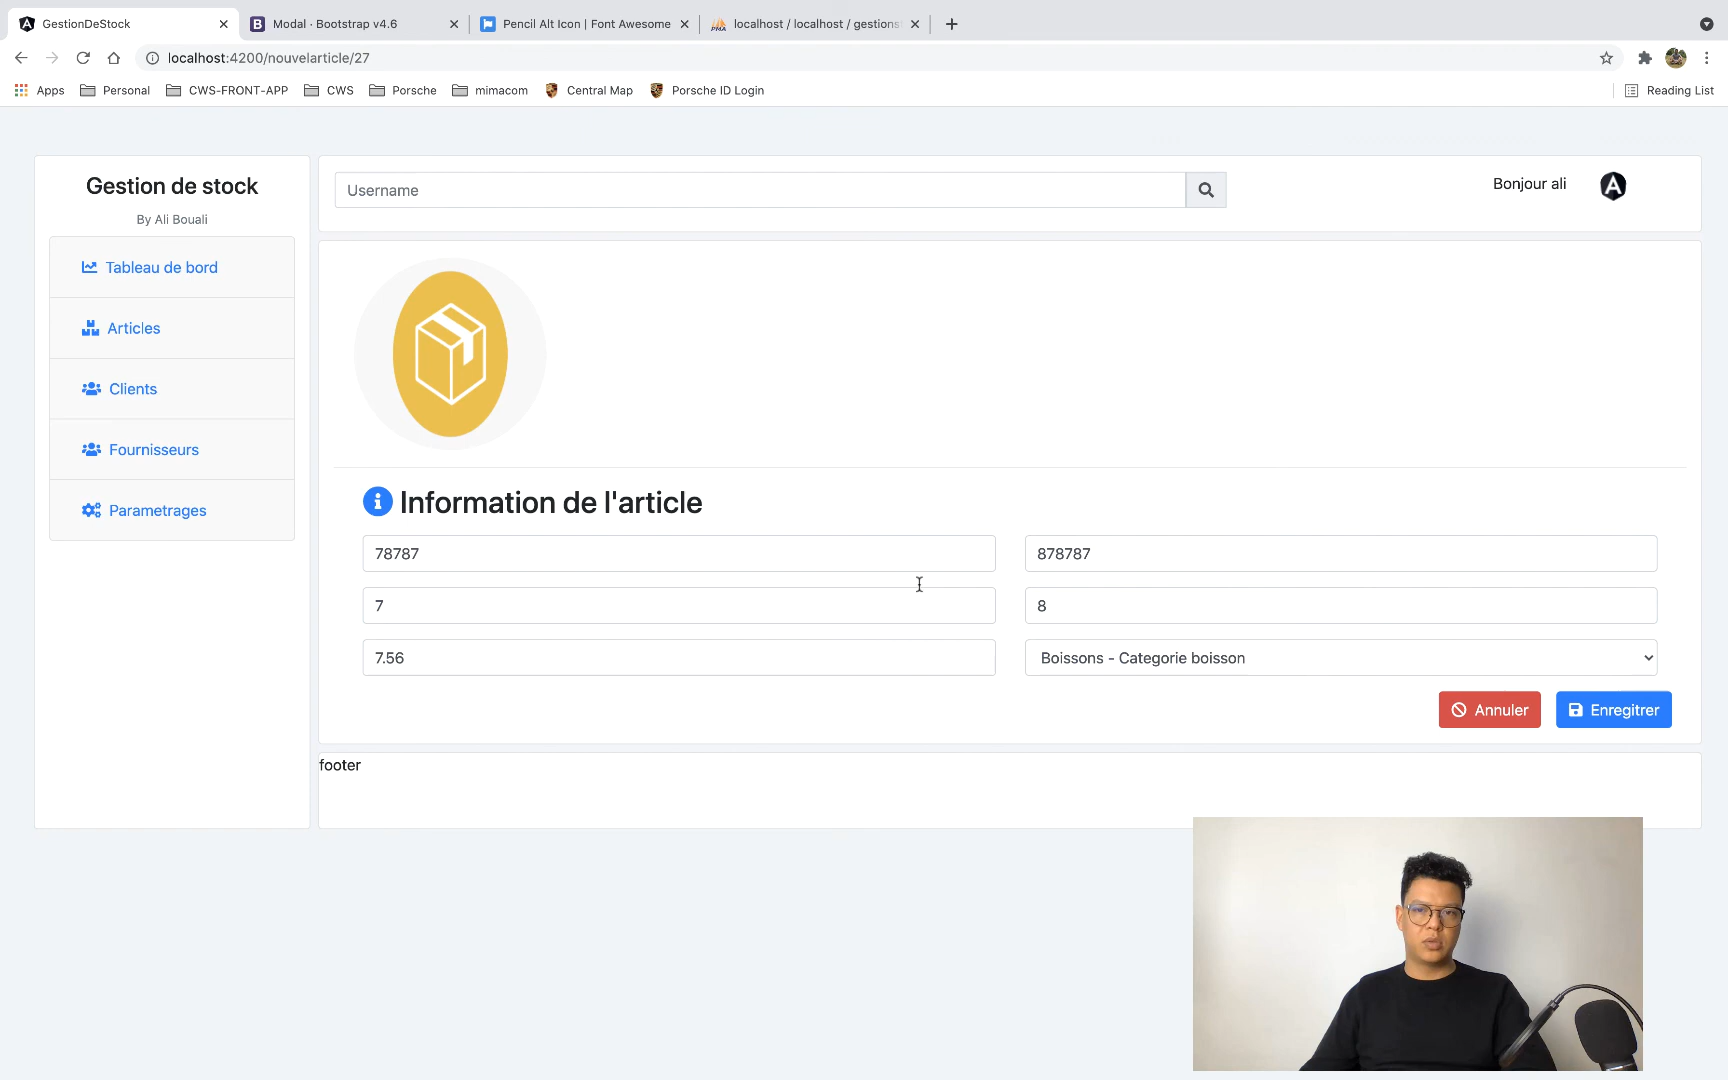 GestionDeStock
Modal · Bootstrap v4.6
Pencil Alt Icon | Font Awesome
localhost / localhost / gestions
localhost:4200/nouvelarticle/27
Apps
Personal
CWS-FRONT-APP
CWS
Porsche
mimacom
Central Map
Porsche ID Login
Reading List
Gestion de stock
By Ali Bouali
Tableau de bord
Articles
Clients
Fournisseurs
Parametrages
Username
Bonjour ali
Information de l'article
78787
878787
7
8
7.56
Boissons - Categorie boisson
Annuler
Enregitrer
footer